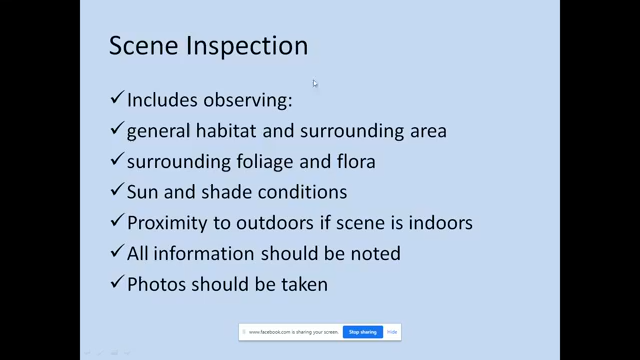 Scene Inspection
✓Includes observing:
✓general habitat and surrounding area
✓surrounding foliage and flora
✓Sun and shade conditions
✓Proximity to outdoors if scene is indoors
✓All information should be noted
✓Photos should be taken
www.facebook.com is sharing your screen. Stop sharing Hide